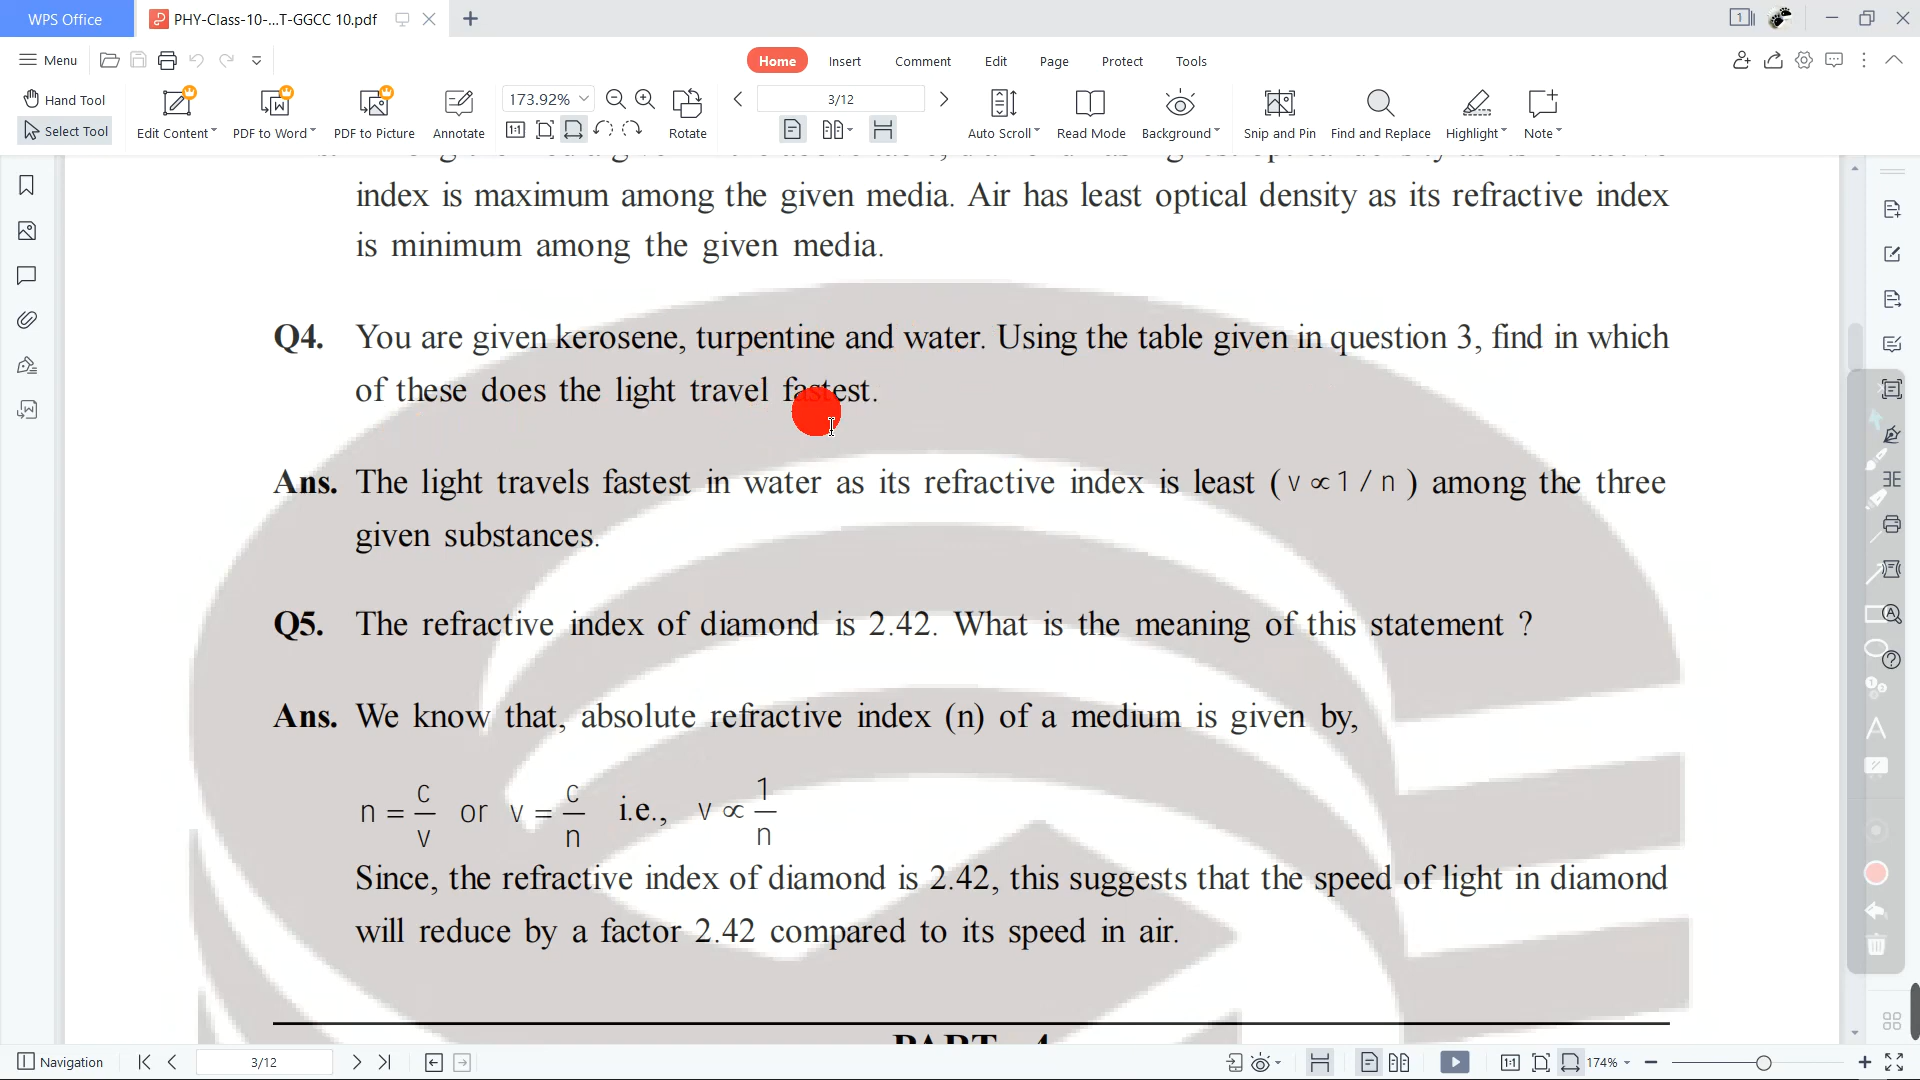 WPS Office
PHY-Class-10-...T-GGCC 10.pdf
1
Menu
Home
Insert
Comment
Edit
Page
Protect
Tools
Hand Tool
Select Tool
Edit Content
PDF to Word
PDF to Picture
Annotate
173.92%
1:1
Rotate
3/12
Auto Scroll
Read Mode
Background
Snip and Pin
Find and Replace
Highlight
Note
index is maximum among the given media. Air has least optical density as its refractive index
is minimum among the given media.
Q4. You are given kerosene, turpentine and water. Using the table given in question 3, find in which
of these does the light travel fastest.
Ans. The light travels fastest in water as its refractive index is least (v ∝ 1 / n ) among the three
given substances.
Q5. The refractive index of diamond is 2.42. What is the meaning of this statement ?
Ans. We know that, absolute refractive index (n) of a medium is given by,
n = c/v or v = c/n i.e., v ∝ 1/n
Since, the refractive index of diamond is 2.42, this suggests that the speed of light in diamond
will reduce by a factor 2.42 compared to its speed in air.
Navigation
3/12
1:1
174%